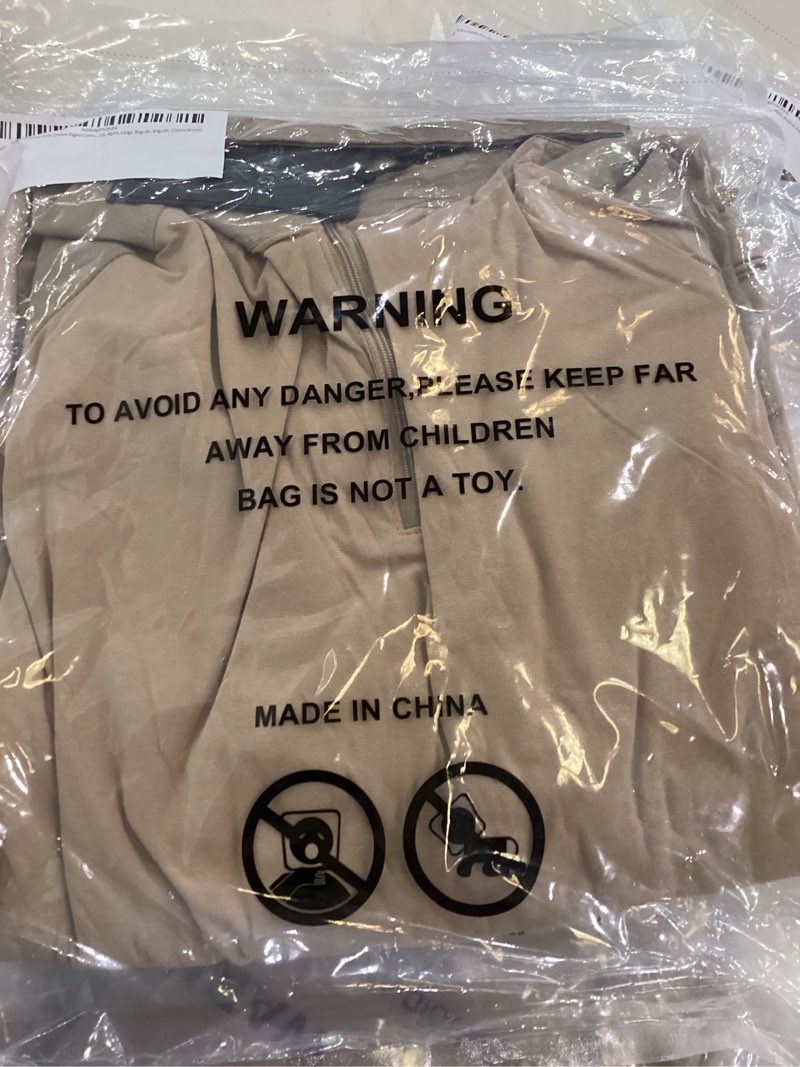 WARNING
TO AVOID ANY DANGER,PLEASE KEEP FAR
AWAY FROM CHILDREN
BAG IS NOT A TOY.
MADE IN CHINA